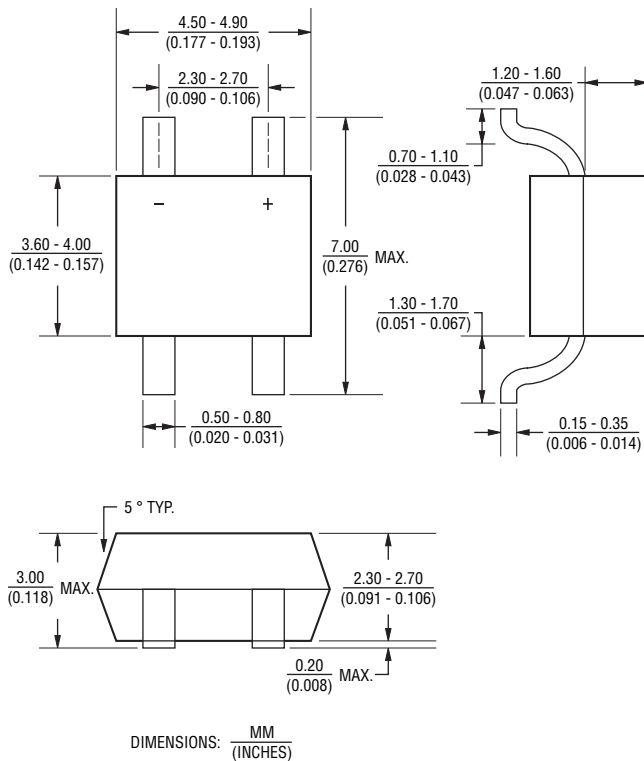 4.50 - 4.90
(0.177 - 0.193)
2.30 - 2.70
(0.090 - 0.106)
1.20 - 1.60
(0.047 - 0.063)
0.70 - 1.10
(0.028 - 0.043)
- +
3.60 - 4.00
(0.142 - 0.157)
7.00
(0.276)
MAX.
1.30 - 1.70
(0.051 - 0.067)
0.50 - 0.80
(0.020 - 0.031)
0.15 - 0.35
(0.006 - 0.014)
5 ° TYP.
3.00
(0.118)
MAX.
2.30 - 2.70
(0.091 - 0.106)
0.20
(0.008)
MAX.
DIMENSIONS:
MM
(INCHES)